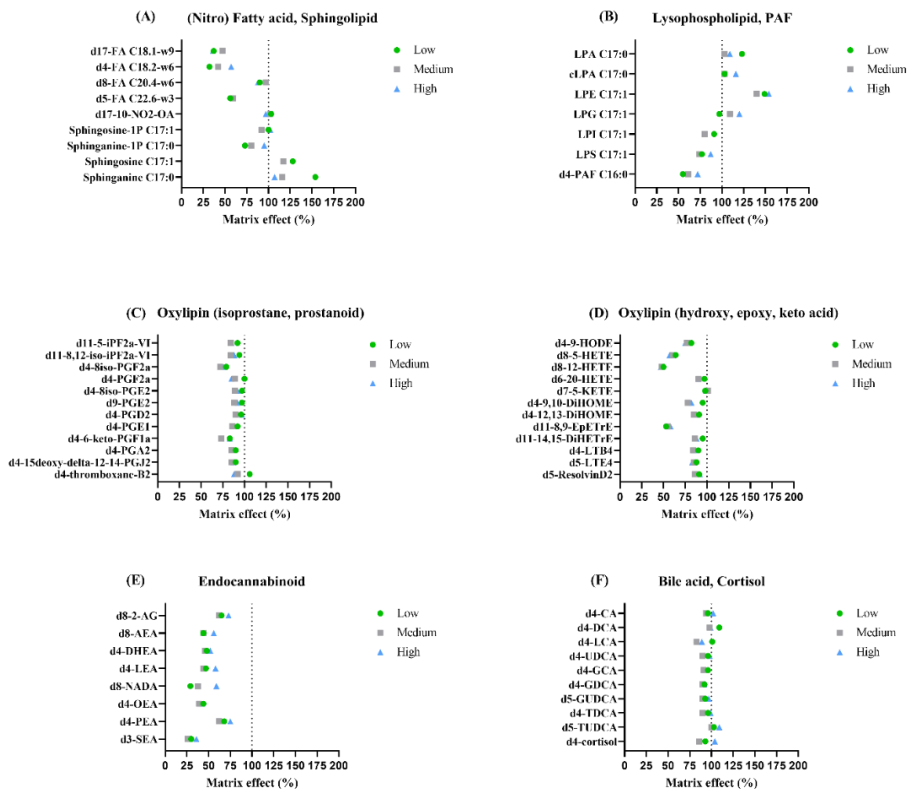 (A) (Nitro) Fatty acid, Sphingolipid
d17-FA C18.1-w9
d4-FA C18.2-w6
d8-FA C20.4-w6
d5-FA C22.6-w3
d17-10-NO2-OA
Sphingosine-1P C17:1
Sphinganine-1P C17:0
Sphingosine C17:1
Sphinganine C17:0
0 25 50 75 100 125 150 175 200
Matrix effect (%)
Low
Medium
High
(B) Lysophospholipid, PAF
LPA C17:0
cLPA C17:0
LPE C17:1
LPG C17:1
LPI C17:1
LPS C17:1
d4-PAF C16:0
0 25 50 75 100 125 150 175 200
Matrix effect (%)
Low
Medium
High
(C) Oxylipin (isoprostane, prostanoid)
d11-5-iPF2a-VI
d11-8,12-iso-iPF2a-VI
d4-8iso-PGF2a
d4-PGF2a
d4-8iso-PGE2
d9-PGE2
d4-PGD2
d4-PGE1
d4-6-keto-PGF1a
d4-PGA2
d4-15deoxy-delta-12-14-PGJ2
d4-thromboxane-B2
0 25 50 75 100 125 150 175 200
Matrix effect (%)
Low
Medium
High
(D) Oxylipin (hydroxy, epoxy, keto acid)
d4-9-HODE
d8-5-HETE
d8-12-HETE
d6-20-HETE
d7-5-KETE
d4-9,10-DiHOME
d4-12,13-DiHOME
d11-8,9-EpETrE
d11-14,15-DiHETrE
d4-LTB4
d5-LTE4
d5-ResolvinD2
0 25 50 75 100 125 150 175 200
Matrix effect (%)
Low
Medium
High
(E) Endocannabinoid
d8-2-AG
d8-AEA
d4-DHEA
d4-LEA
d8-NADA
d4-OEA
d4-PEA
d3-SEA
0 25 50 75 100 125 150 175 200
Matrix effect (%)
Low
Medium
High
(F) Bile acid, Cortisol
d4-CA
d4-DCA
d4-LCA
d4-UDCA
d4-GCA
d4-GDCA
d5-GUDCA
d4-TDCA
d5-TUDCA
d4-cortisol
0 25 50 75 100 125 150 175 200
Matrix effect (%)
Low
Medium
High